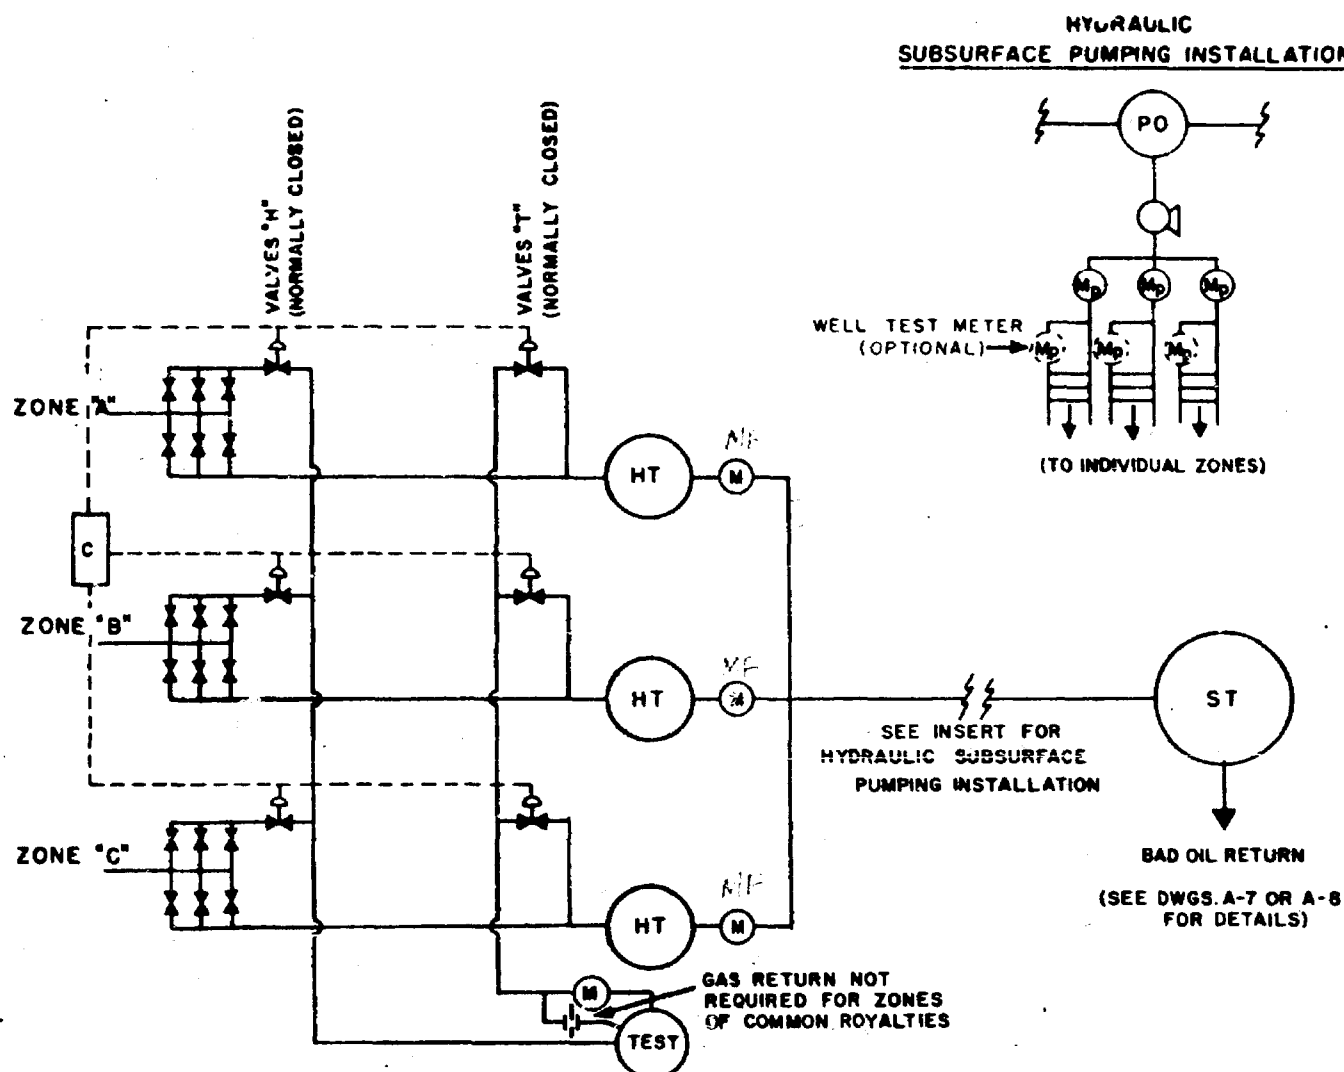 HYDRAULIC
SUBSURFACE PUMPING INSTALLATION
PO
Mp Mp Mp
WELL TEST METER
(OPTIONAL)
Mp Mp Mp
(TO INDIVIDUAL ZONES)
VALVES "H"
(NORMALLY CLOSED)
VALVES "T"
(NORMALLY CLOSED)
ZONE "A"
HT
MF
M
C
ZONE "B"
HT
MF
M
ST
SEE INSERT FOR
HYDRAULIC SUBSURFACE
PUMPING INSTALLATION
BAD OIL RETURN
(SEE DWGS. A-7 OR A-8
FOR DETAILS)
ZONE "C"
HT
MF
M
M
GAS RETURN NOT
REQUIRED FOR ZONES
OF COMMON ROYALTIES
TEST